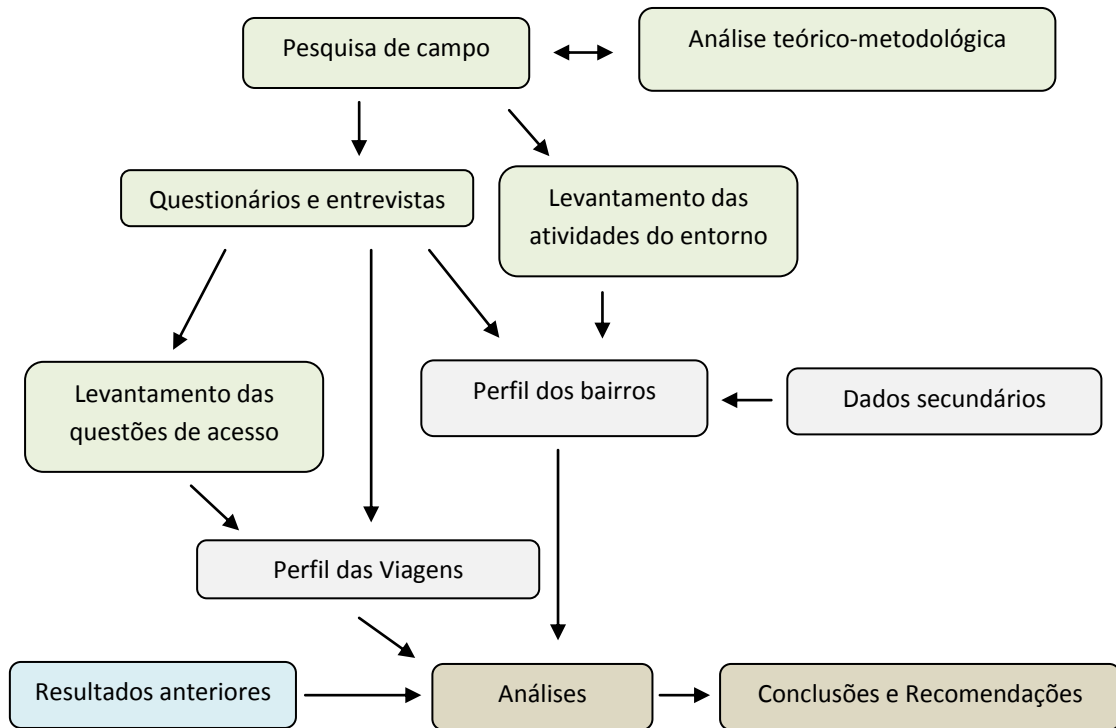 Pesquisa de campo
Análise teórico-metodológica
Questionários e entrevistas
Levantamento das
atividades do entorno
Levantamento das
questões de acesso
Perfil dos bairros
Dados secundários
Perfil das Viagens
Resultados anteriores
Análises
Conclusões e Recomendações